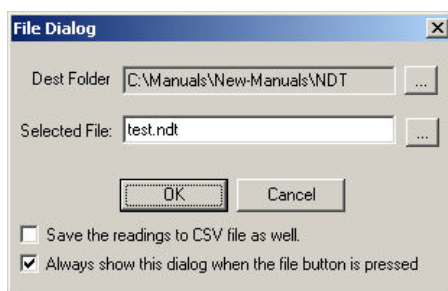 File Dialog
Dest Folder C:\Manuals\New-Manuals\NDT ...
Selected File: test.ndt ...
OK Cancel
Save the readings to CSV file as well.
Always show this dialog when the file button is pressed